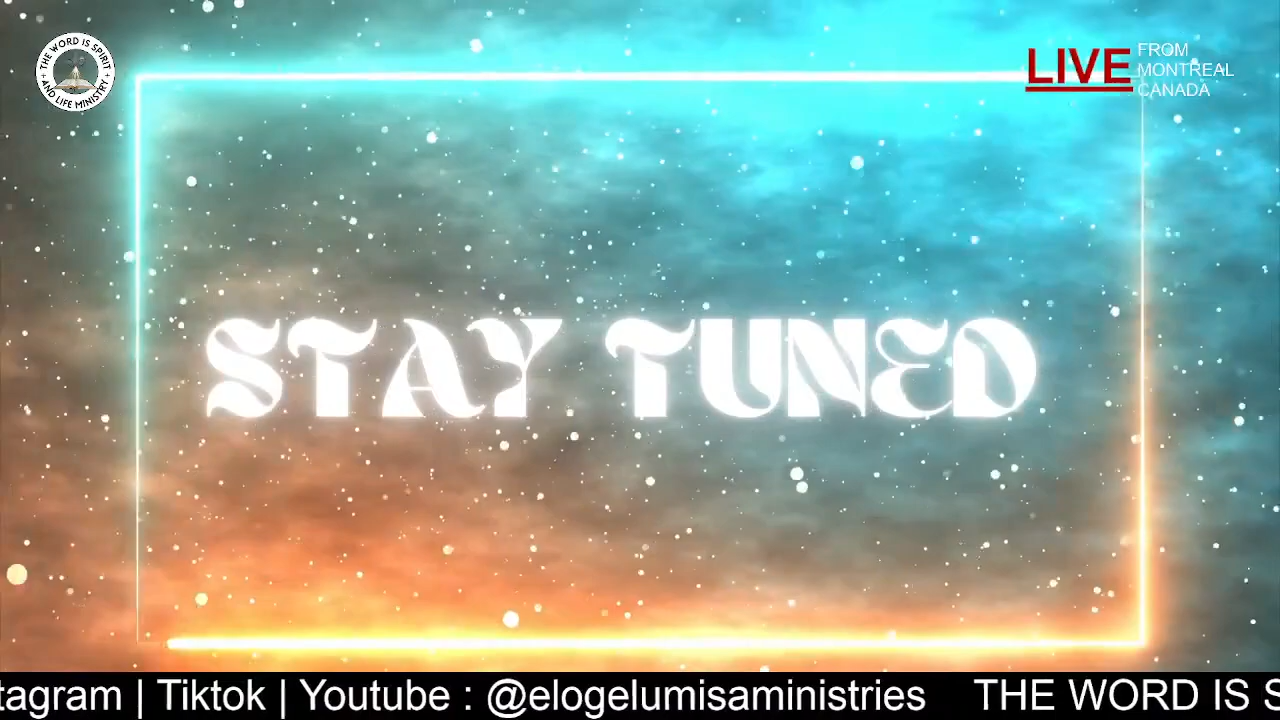 THE WORD IS SPIRIT
AND LIFE MINISTRY
LIVE
FROM
MONTREAL
CANADA
STAY TUNED
tagram | Tiktok | Youtube : @elogelumisaministries THE WORD IS S